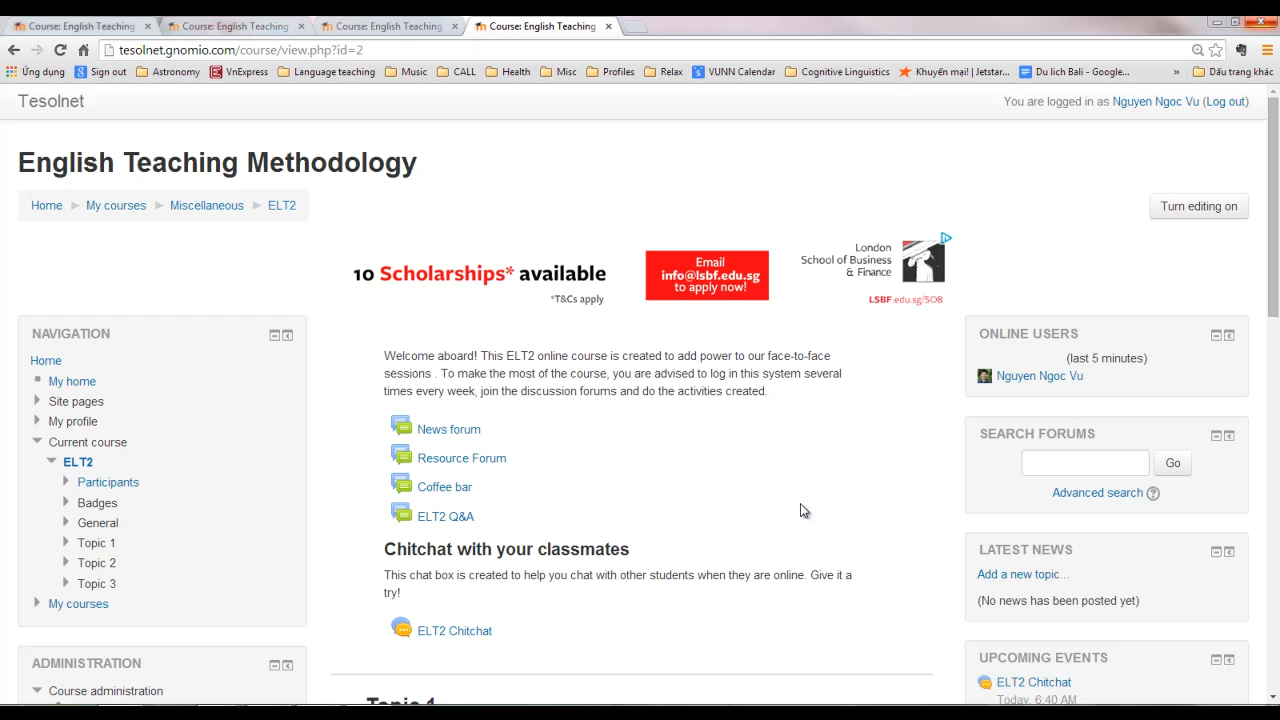 Course: English Teaching
Course: English Teaching
Course: English Teaching
Course: English Teaching
tesolnet.gnomio.com/course/view.php?id=2
Ứng dụng
Sign out
Astronomy
VnExpress
Language teaching
Music
CALL
Health
Misc
Profiles
Relax
VUNN Calendar
Cognitive Linguistics
Khuyến mại! | Jetstar...
Du lich Bali - Google...
»
Dấu trang khác
Tesolnet
You are logged in as Nguyen Ngoc Vu (Log out)
English Teaching Methodology
Home ► My courses ► Miscellaneous ► ELT2
Turn editing on
10 Scholarships* available
*T&Cs apply
Email
info@lsbf.edu.sg
to apply now!
London
School of Business
& Finance
LSBF.edu.sg/SOB
NAVIGATION
Home
My home
Site pages
My profile
Current course
ELT2
Participants
Badges
General
Topic 1
Topic 2
Topic 3
My courses
ADMINISTRATION
Course administration
Welcome aboard! This ELT2 online course is created to add power to our face-to-face
sessions . To make the most of the course, you are advised to log in this system several
times every week, join the discussion forums and do the activities created.
News forum
Resource Forum
Coffee bar
ELT2 Q&A
Chitchat with your classmates
This chat box is created to help you chat with other students when they are online. Give it a
try!
ELT2 Chitchat
Topic 1
ONLINE USERS
(last 5 minutes)
Nguyen Ngoc Vu
SEARCH FORUMS
Go
Advanced search
LATEST NEWS
Add a new topic...
(No news has been posted yet)
UPCOMING EVENTS
ELT2 Chitchat
Today, 6:40 AM